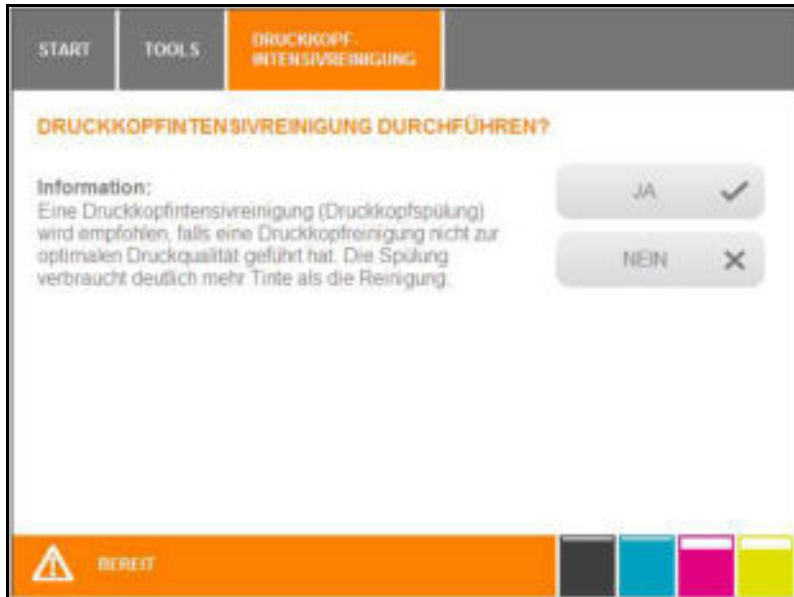 START
TOOLS
DRUCKKOPF-
INTENSIVREINIGUNG
DRUCKKOPFINTENSIVREINIGUNG DURCHFÜHREN?
Information:
Eine Druckkopfintensivreinigung (Druckkopfspülung)
wird empfohlen, falls eine Druckkopfreinigung nicht zur
optimalen Druckqualität geführt hat. Die Spülung
verbraucht deutlich mehr Tinte als die Reinigung.
JA
NEIN
BEREIT